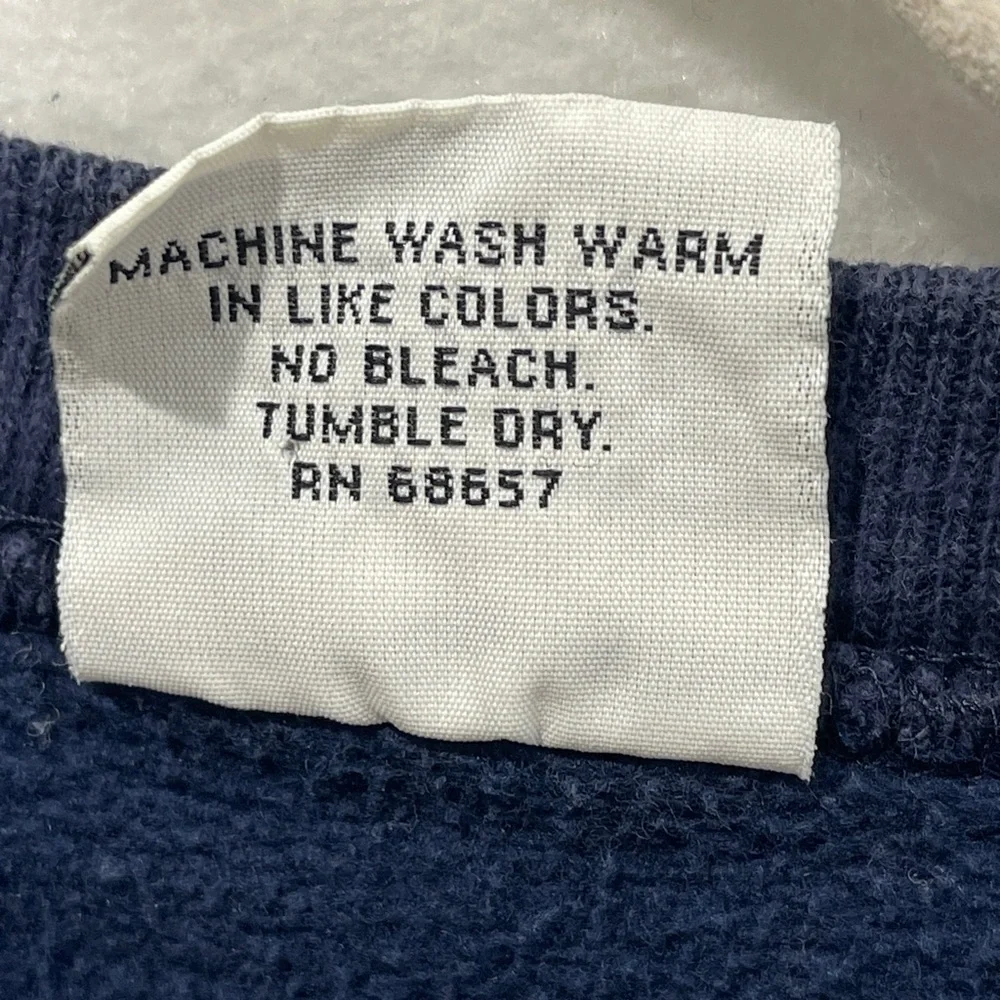 MACHINE WASH WARM
IN LIKE COLORS.
NO BLEACH.
TUMBLE DRY.
RN 68657